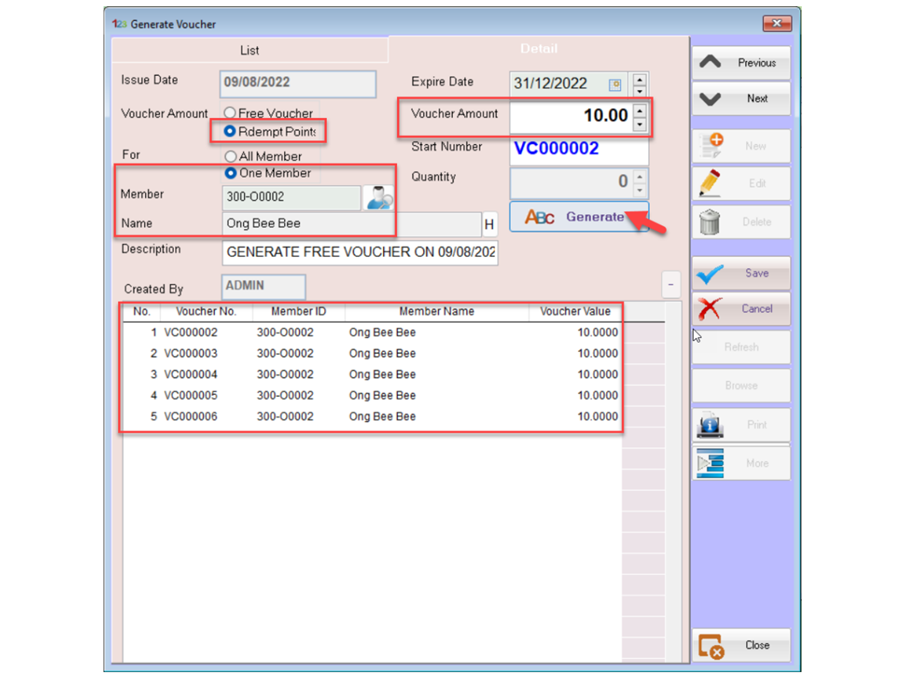 123 Generate Voucher
List
Detail
Issue Date 09/08/2022
Expire Date 31/12/2022
Voucher Amount Free Voucher
Rdempt Points
Voucher Amount 10.00
For All Member
One Member
Start Number VC000002
Quantity 0
Member 300-O0002
Name Ong Bee Bee H
ABC Generate
Description GENERATE FREE VOUCHER ON 09/08/202
Created By ADMIN
-
No. Voucher No. Member ID Member Name Voucher Value
1 VC000002 300-O0002 Ong Bee Bee 10.0000
2 VC000003 300-O0002 Ong Bee Bee 10.0000
3 VC000004 300-O0002 Ong Bee Bee 10.0000
4 VC000005 300-O0002 Ong Bee Bee 10.0000
5 VC000006 300-O0002 Ong Bee Bee 10.0000
Previous
Next
New
Edit
Delete
Save
Cancel
Refresh
Browse
Print
More
Close